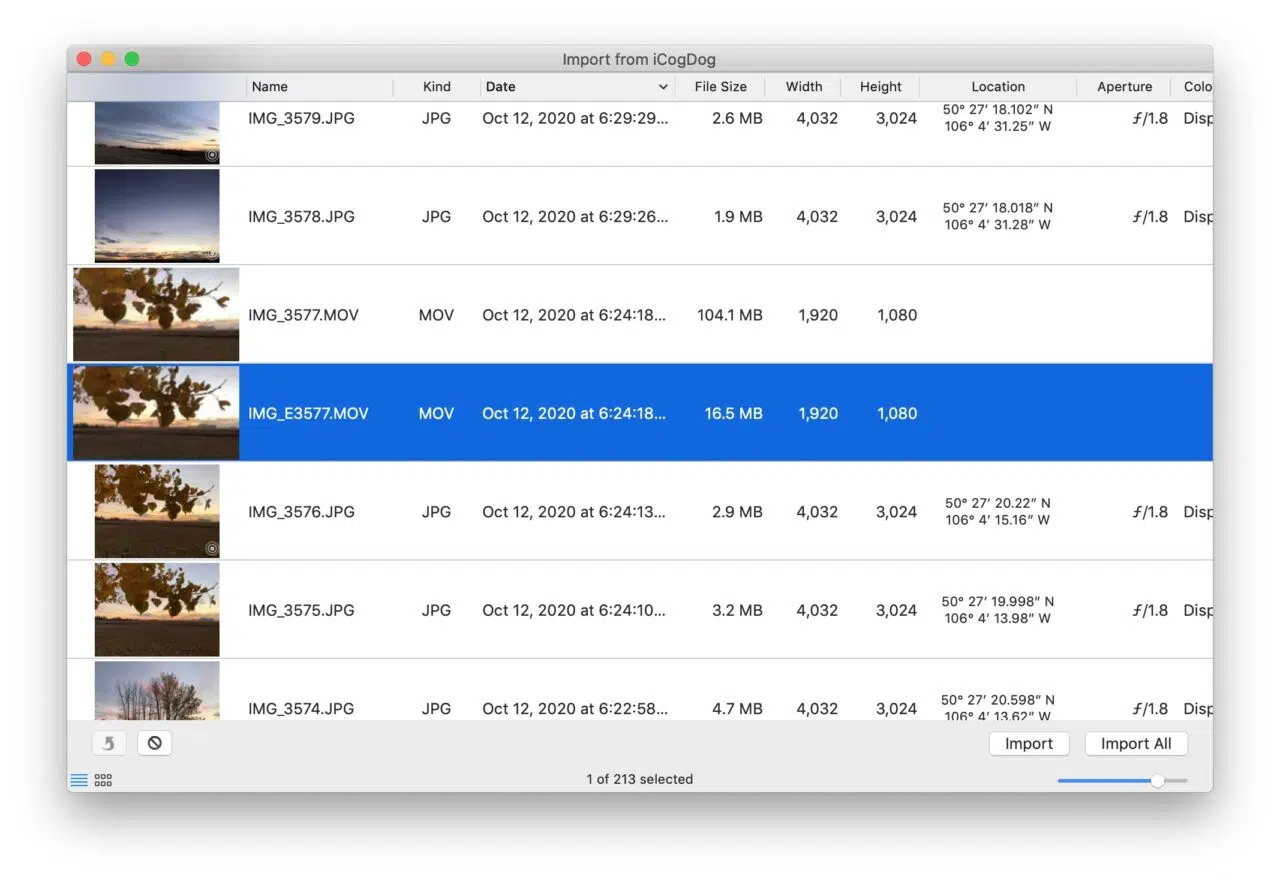 Import from iCogDog
Name Kind Date File Size Width Height Location Aperture Colo
IMG_3579.JPG JPG Oct 12, 2020 at 6:29:29... 2.6 MB 4,032 3,024 50° 27′ 18.102″ N ƒ/1.8 Disp
106° 4′ 31.25″ W
IMG_3578.JPG JPG Oct 12, 2020 at 6:29:26... 1.9 MB 4,032 3,024 50° 27′ 18.018″ N ƒ/1.8 Disp
106° 4′ 31.28″ W
IMG_3577.MOV MOV Oct 12, 2020 at 6:24:18... 104.1 MB 1,920 1,080
IMG_E3577.MOV MOV Oct 12, 2020 at 6:24:18... 16.5 MB 1,920 1,080
IMG_3576.JPG JPG Oct 12, 2020 at 6:24:13... 2.9 MB 4,032 3,024 50° 27′ 20.22″ N ƒ/1.8 Disp
106° 4′ 15.16″ W
IMG_3575.JPG JPG Oct 12, 2020 at 6:24:10... 3.2 MB 4,032 3,024 50° 27′ 19.998″ N ƒ/1.8 Disp
106° 4′ 13.98″ W
IMG_3574.JPG JPG Oct 12, 2020 at 6:22:58... 4.7 MB 4,032 3,024 50° 27′ 20.598″ N ƒ/1.8 Disp
106° 4′ 13.62″ W
Import Import All
1 of 213 selected